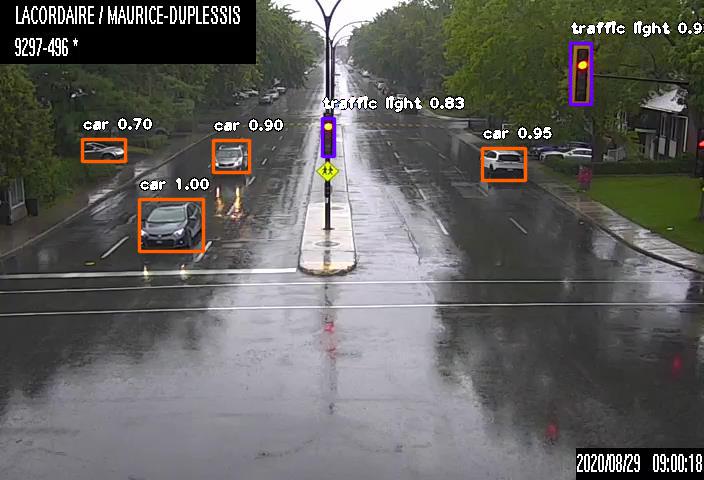 LACORDAIRE / MAURICE-DUPLESSIS
9297-496 *
traffic light 0.9
traffic light 0.83
car 0.70
car 0.90
car 0.95
car 1.00
2020/08/29 09:00:18